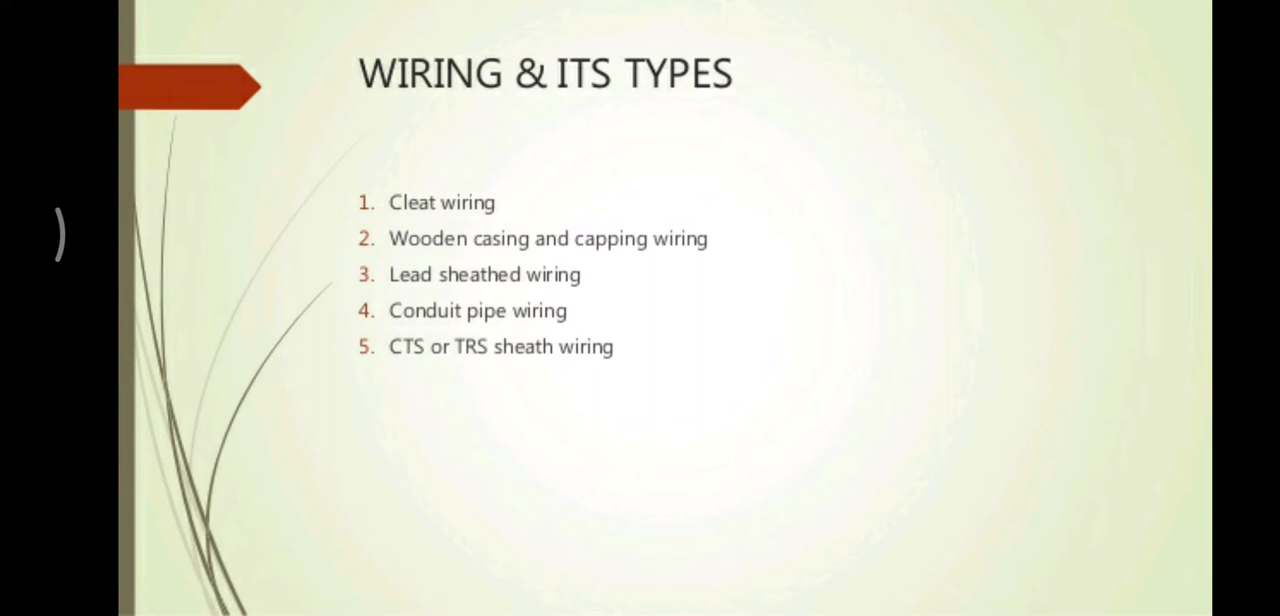 WIRING & ITS TYPES
1. Cleat wiring
2. Wooden casing and capping wiring
3. Lead sheathed wiring
4. Conduit pipe wiring
5. CTS or TRS sheath wiring